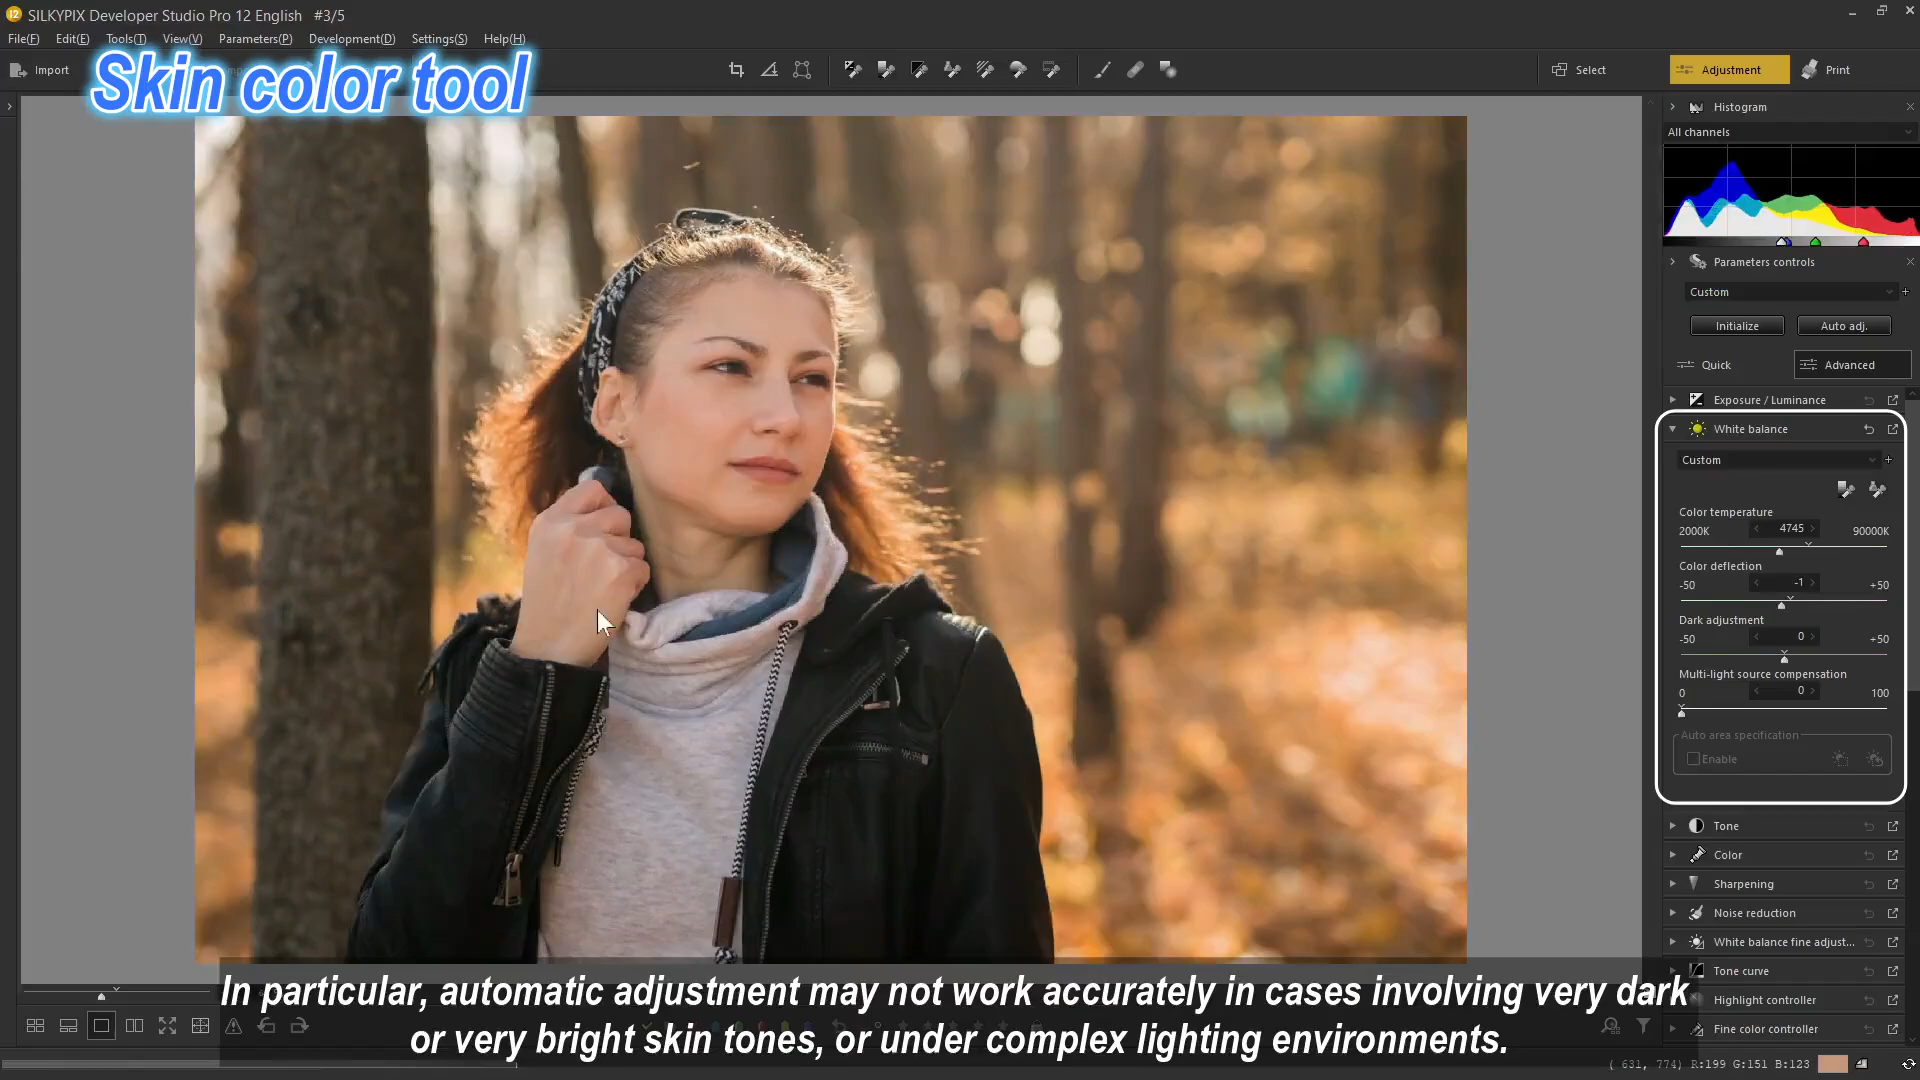 SILKYPIX Developer Studio Pro 12 English #3/5
File(F) Edit(E) Tools(T) View(V) Parameters(P) Development(D) Settings(S) Help(H)
Import
Skin color tool
Select
Adjustment
Print
Histogram
All channels
Parameters controls
Custom
Initialize
Auto adj.
Quick
Advanced
Exposure / Luminance
White balance
Custom
Color temperature
2000K 4745 90000K
Color deflection
-50 -1 +50
Dark adjustment
-50 0 +50
Multi-light source compensation
0 0 100
Auto area specification
Enable
Tone
Color
Sharpening
Noise reduction
White balance fine adjust...
Tone curve
Highlight controller
Fine color controller
In particular, automatic adjustment may not work accurately in cases involving very dark
or very bright skin tones, or under complex lighting environments.
( 631, 774) R:199 G:151 B:123